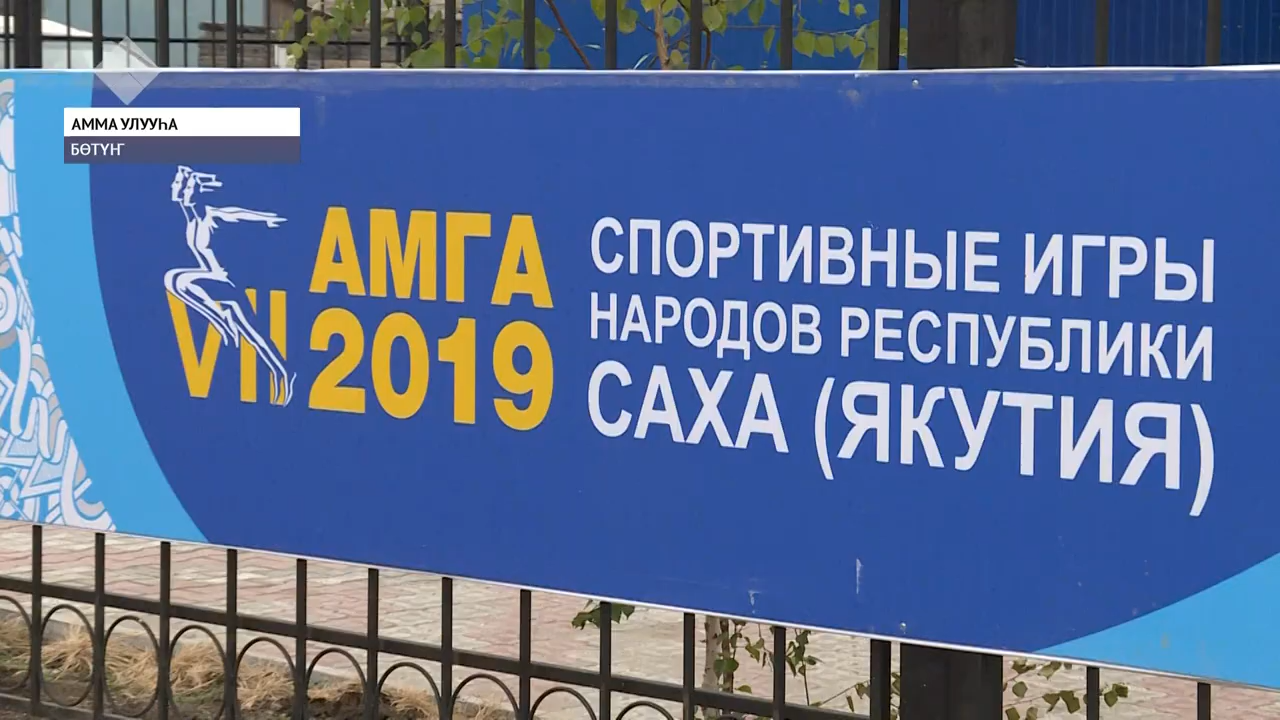 АММА УЛУУҺА
БӨТҮҤ
АМГА
VII 2019
СПОРТИВНЫЕ ИГРЫ
НАРОДОВ РЕСПУБЛИКИ
САХА (ЯКУТИЯ)